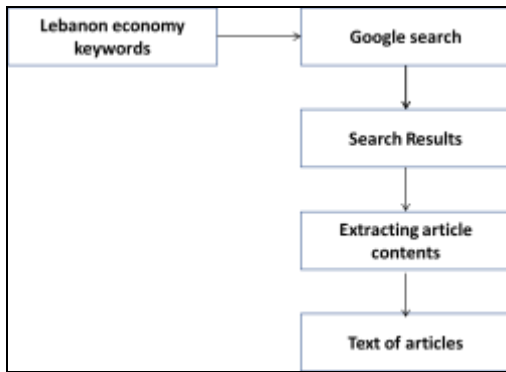 Lebanon economy
keywords
Google search
Search Results
Extracting article
contents
Text of articles